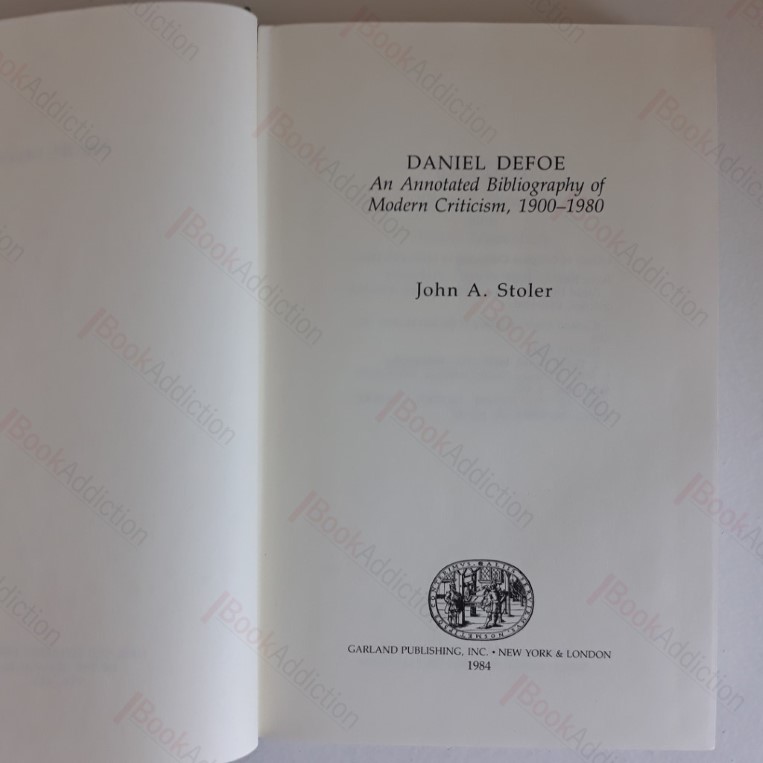 DANIEL DEFOE
An Annotated Bibliography of
Modern Criticism, 1900–1980
John A. Stoler
GARLAND PUBLISHING, INC. • NEW YORK & LONDON
1984
BookAddiction